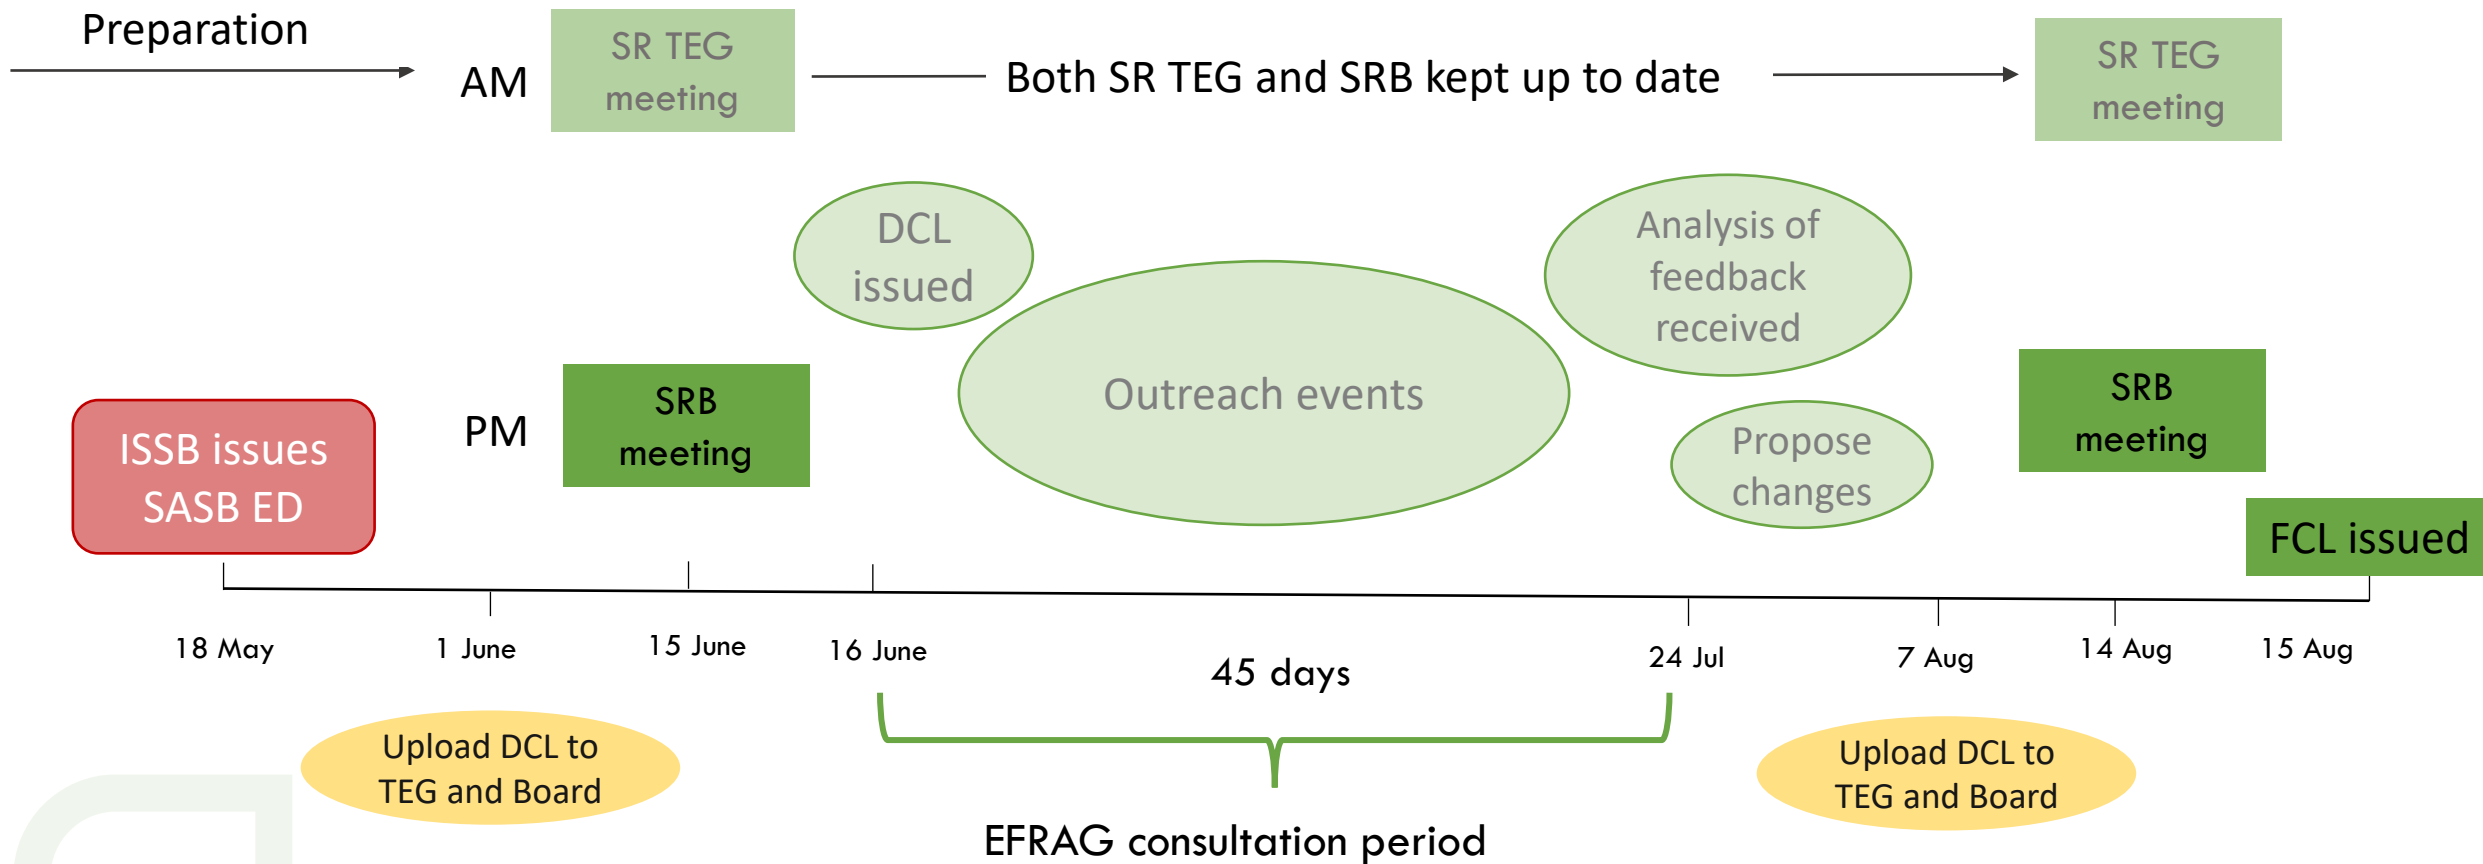 Preparation
AM
SR TEG
meeting
Both SR TEG and SRB kept up to date
SR TEG
meeting
DCL
issued
Analysis of
feedback
received
Outreach events
ISSB issues
SASB ED
PM
SRB
meeting
Propose
changes
SRB
meeting
FCL issued
18 May
1 June
15 June
16 June
45 days
24 Jul
7 Aug
14 Aug
15 Aug
Upload DCL to
TEG and Board
Upload DCL to
TEG and Board
EFRAG consultation period